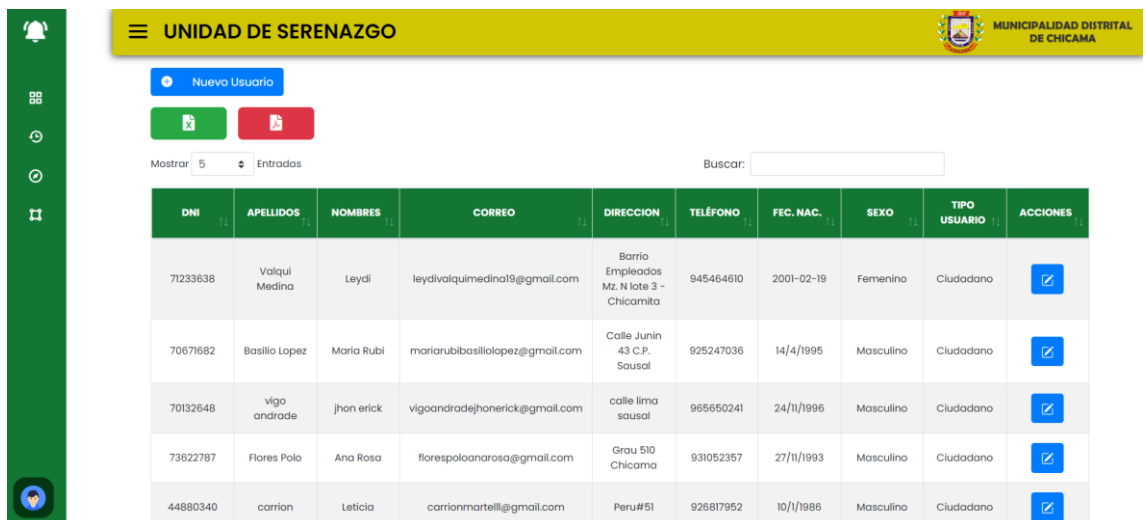 UNIDAD DE SERENAZGO
MUNICIPALIDAD DISTRITAL
DE CHICAMA
Nuevo Usuario
Mostrar 5 Entradas
Buscar:
DNI APELLIDOS NOMBRES CORREO DIRECCION TELÉFONO FEC. NAC. SEXO TIPO USUARIO ACCIONES
71233638 Valqui Medina Leydi leydivalquimedina19@gmail.com Barrio Empleados Mz. N lote 3 - Chicamita 945464610 2001-02-19 Femenino Ciudadano
70671682 Basilio Lopez Maria Rubi mariarubibasiliolopez@gmail.com Calle Junin 43 C.P. Sausal 925247036 14/4/1995 Masculino Ciudadano
70132648 vigo andrade jhon erick vigoandradejhonerick@gmail.com calle lima sausal 965650241 24/11/1996 Masculino Ciudadano
73622787 Flores Polo Ana Rosa florespoloanarosa@gmail.com Grau 510 Chicama 931052357 27/11/1993 Masculino Ciudadano
44880340 carrion Leticia carrionmartelll@gmail.com Peru#51 926817952 10/1/1986 Masculino Ciudadano